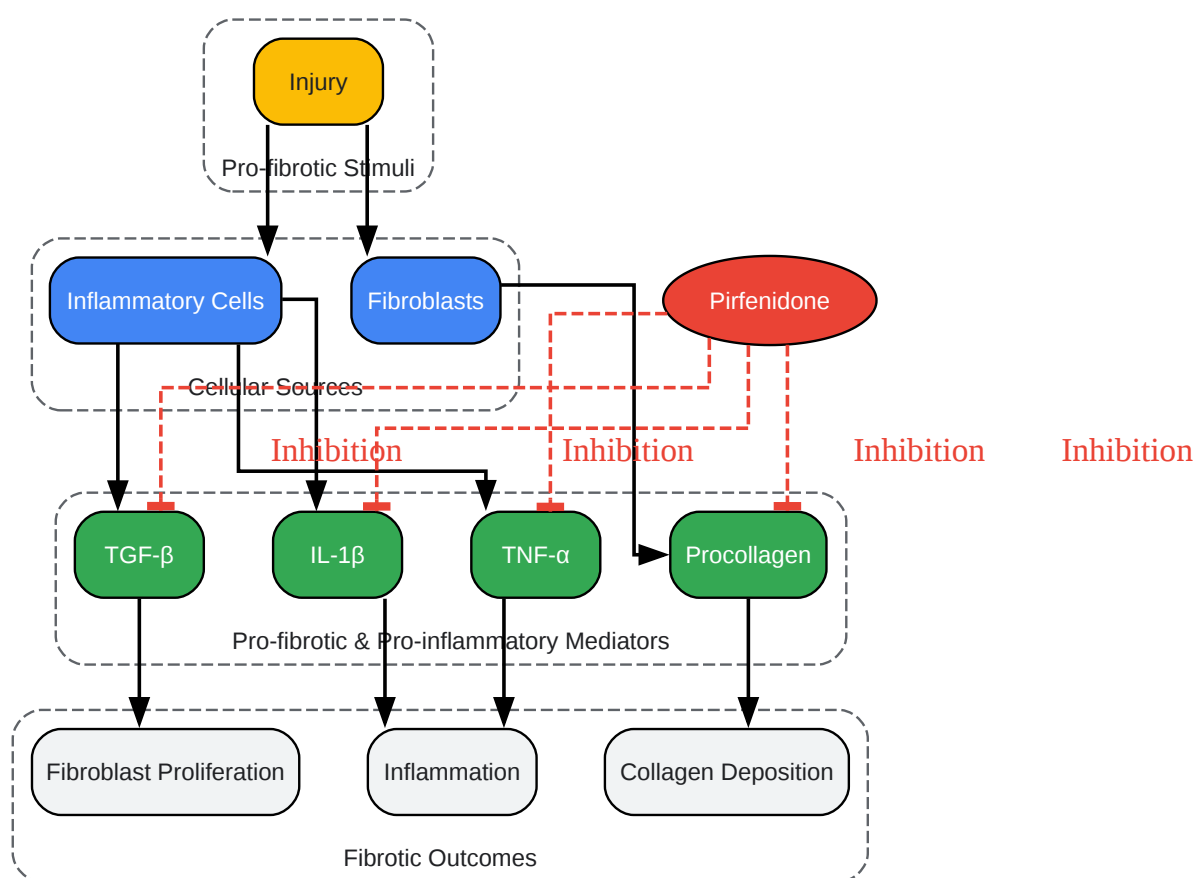 Injury
Pro-fibrotic Stimuli
Inflammatory Cells
Fibroblasts
Pirfenidone
Cellular Sources
Inhibition
Inhibition
Inhibition
Inhibition
TGF-β
IL-1β
TNF-α
Procollagen
Pro-fibrotic & Pro-inflammatory Mediators
Fibroblast Proliferation
Inflammation
Collagen Deposition
Fibrotic Outcomes